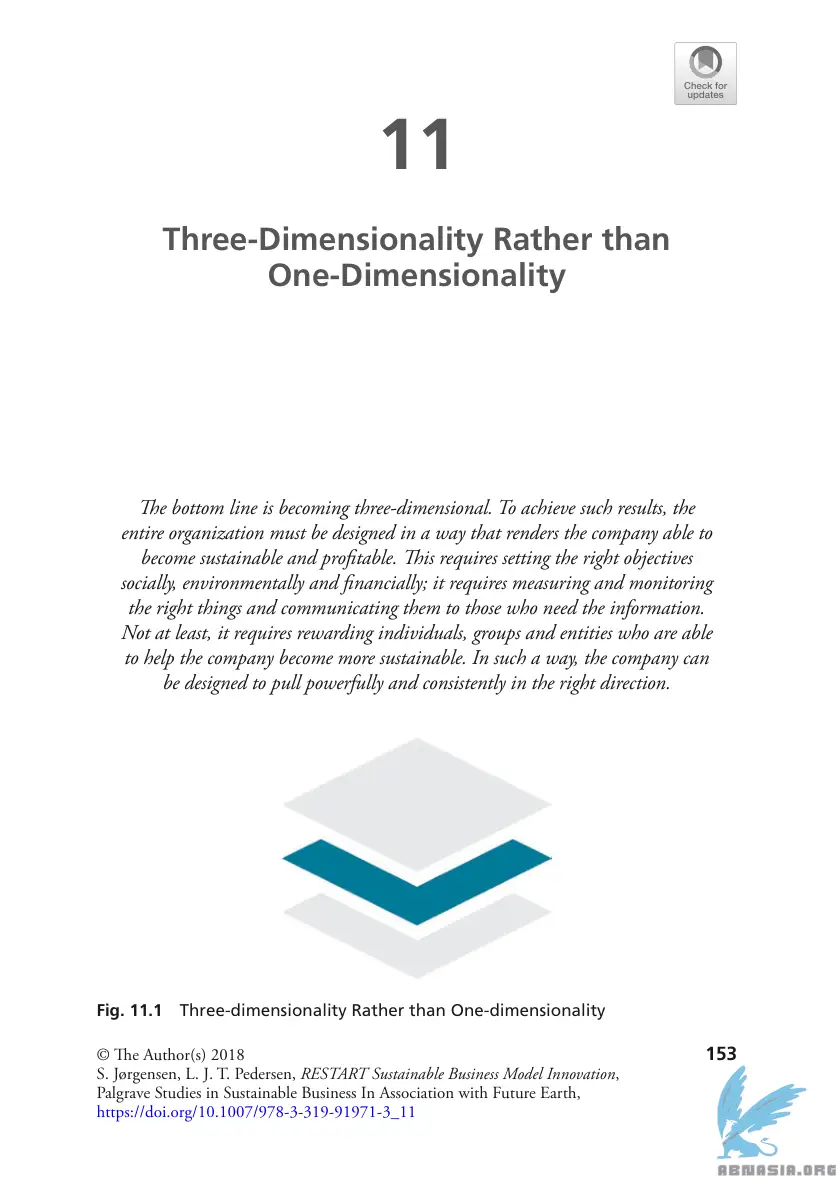 Check for
updates
11
Three-Dimensionality Rather than
One-Dimensionality
The bottom line is becoming three-dimensional. To achieve such results, the
entire organization must be designed in a way that renders the company able to
become sustainable and profitable. This requires setting the right objectives
socially, environmentally and financially; it requires measuring and monitoring
the right things and communicating them to those who need the information.
Not at least, it requires rewarding individuals, groups and entities who are able
to help the company become more sustainable. In such a way, the company can
be designed to pull powerfully and consistently in the right direction.
Fig. 11.1 Three-dimensionality Rather than One-dimensionality
© The Author(s) 2018
153
S. Jørgensen, L. J. T. Pedersen, RESTART Sustainable Business Model Innovation,
Palgrave Studies in Sustainable Business In Association with Future Earth,
https://doi.org/10.1007/978-3-319-91971-3_11
ABNASIA.ORG